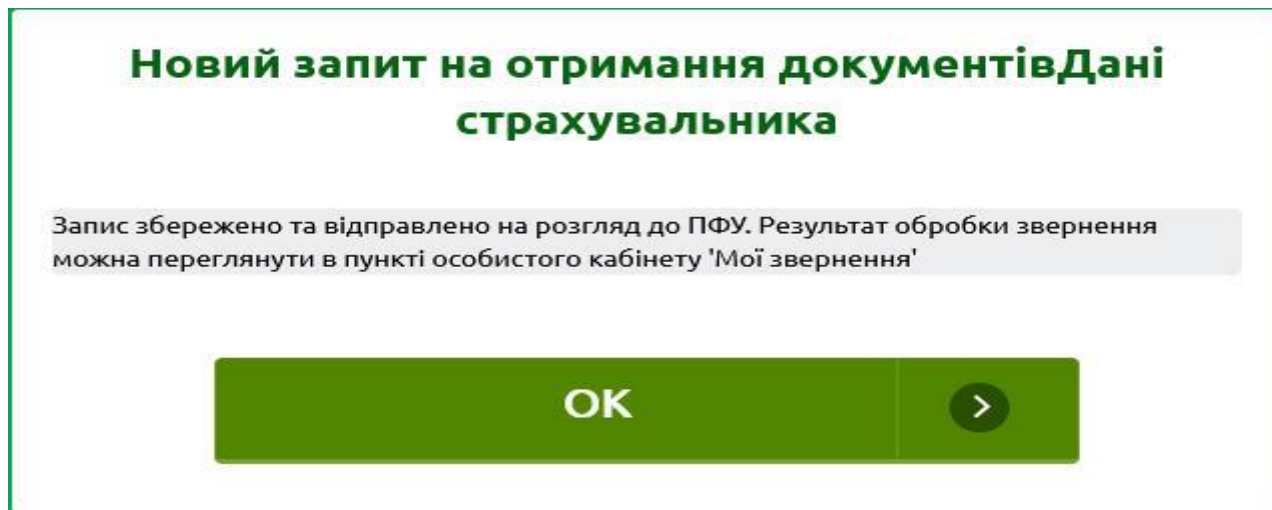 Новий запит на отримання документівДані
страхувальника
Запис збережено та відправлено на розгляд до ПФУ. Результат обробки звернення
можна переглянути в пункті особистого кабінету 'Мої звернення'
ОК